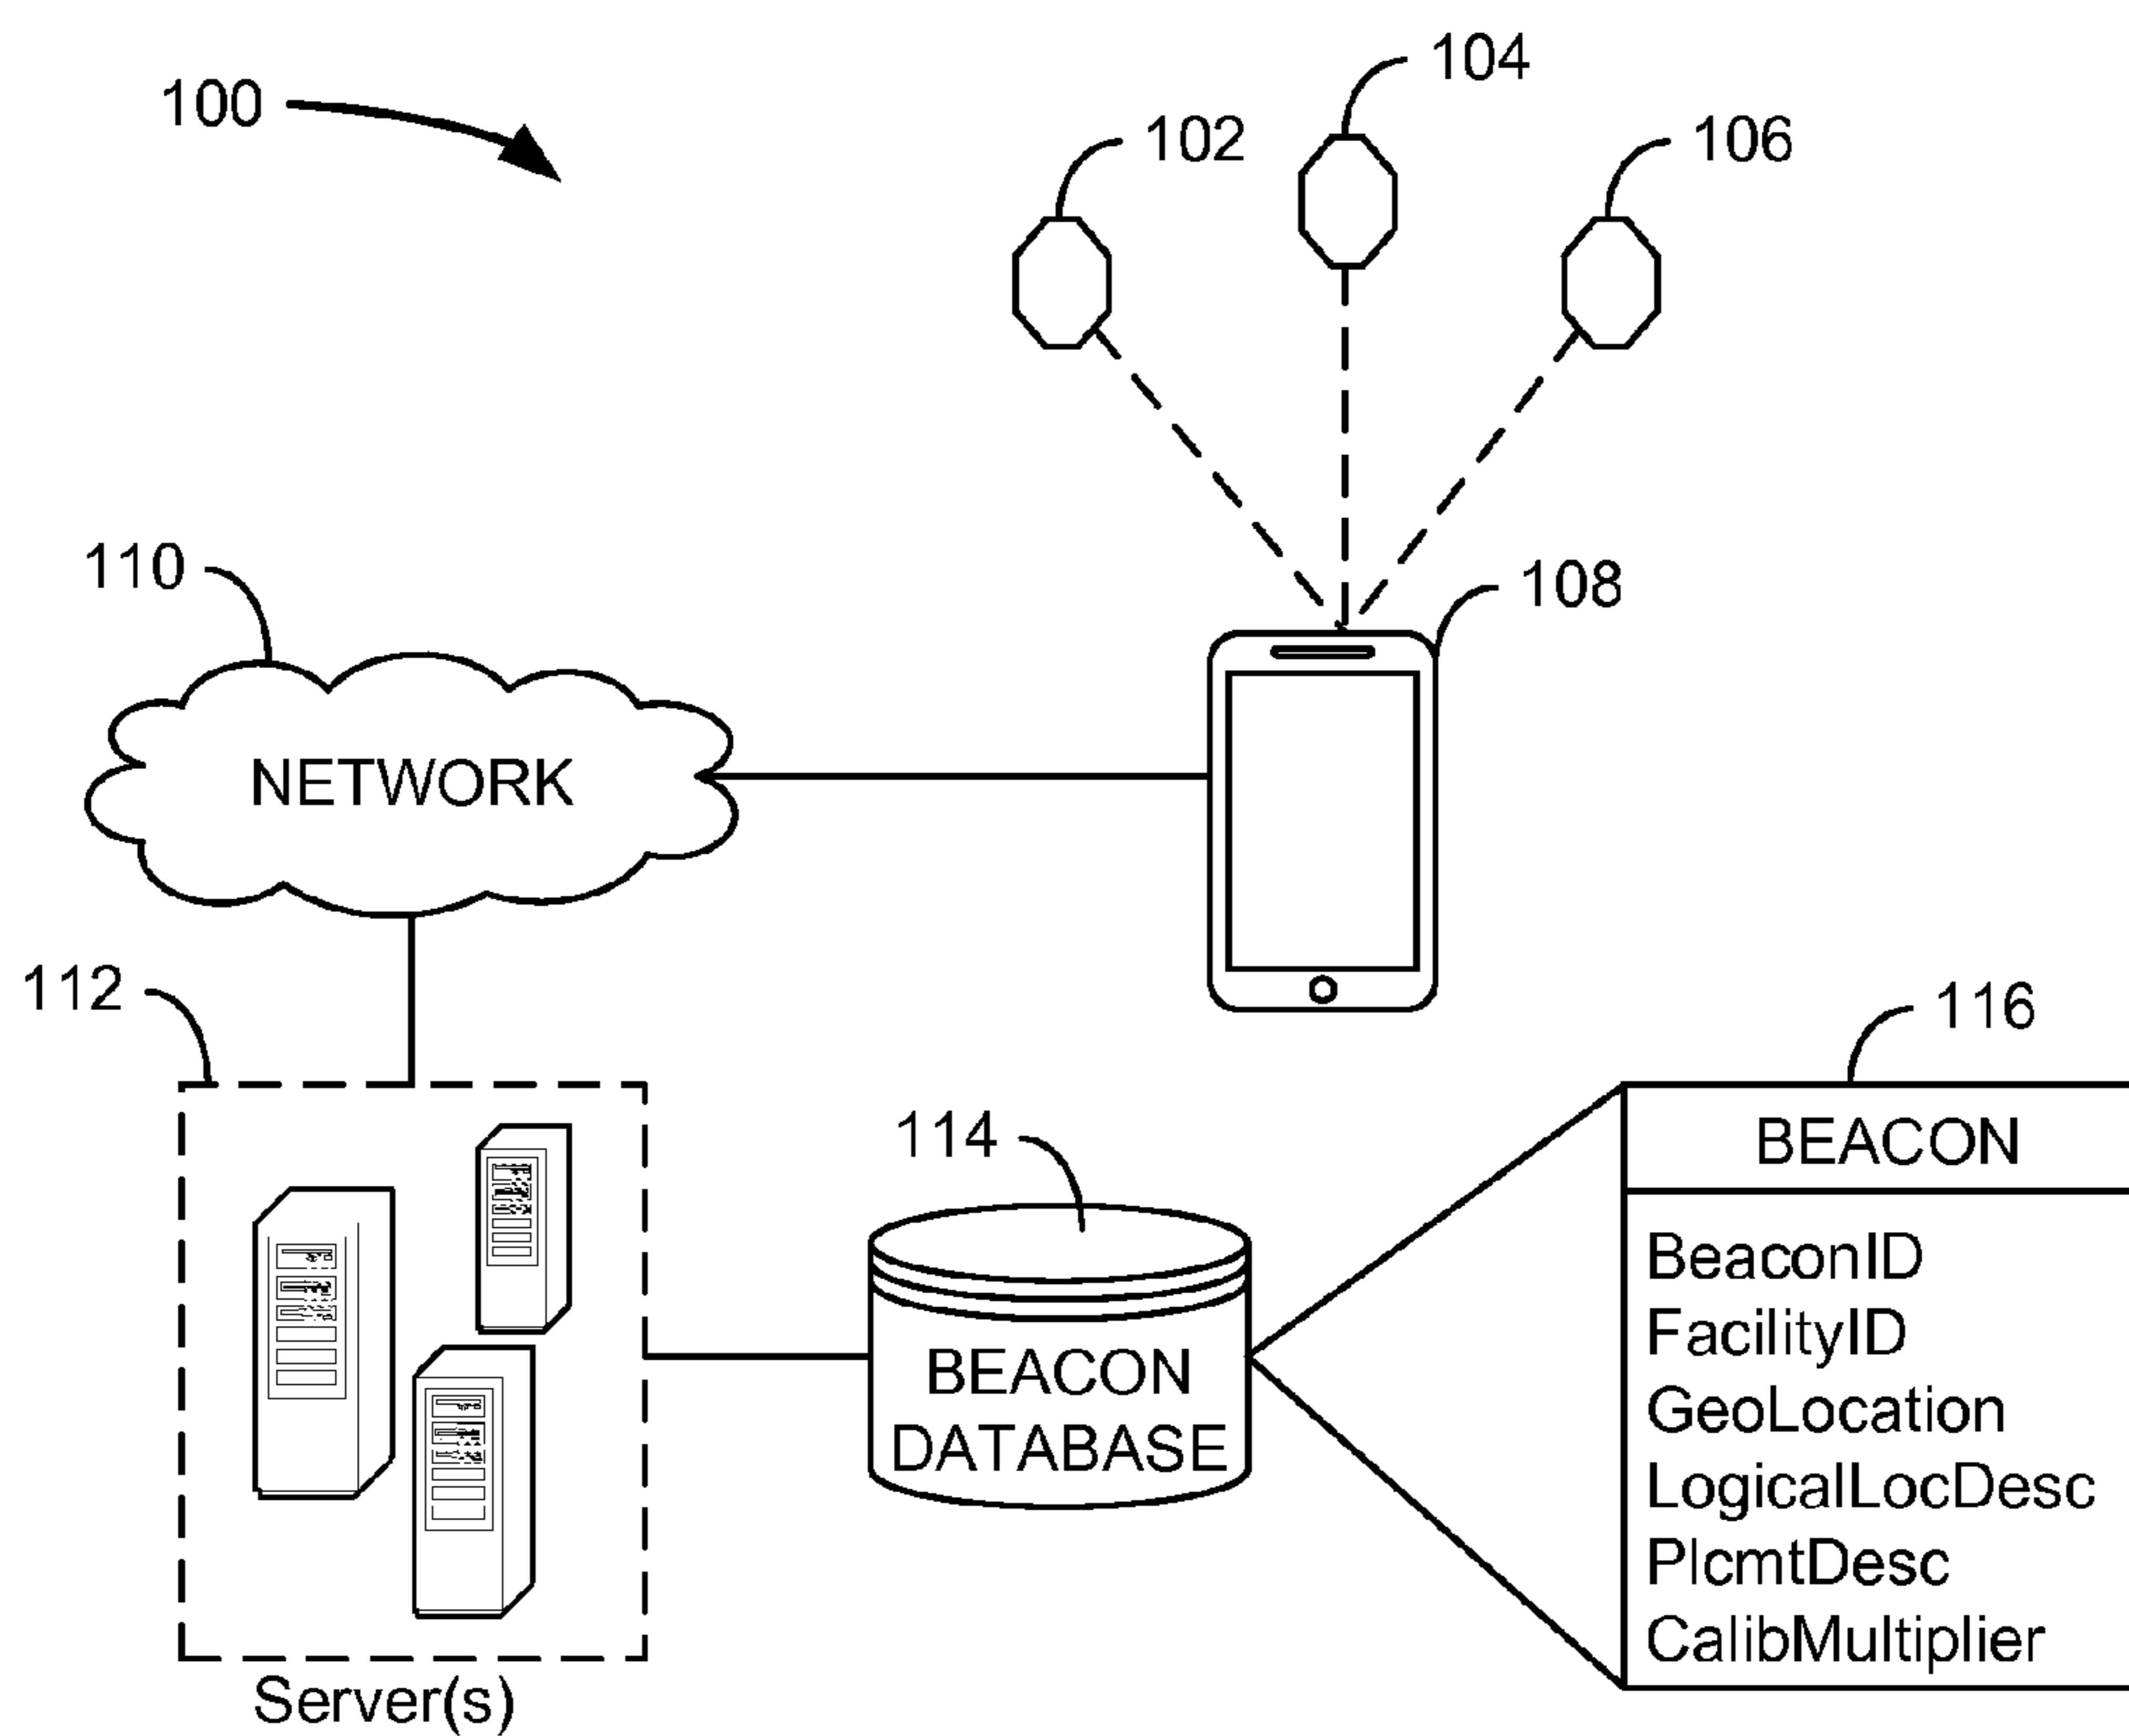 100
104
102
106
110
108
NETWORK
112
116
114
BEACON
BeaconID
FacilityID
GeoLocation
LogicalLocDesc
PlcmtDesc
CalibMultiplier
BEACON
DATABASE
Server(s)